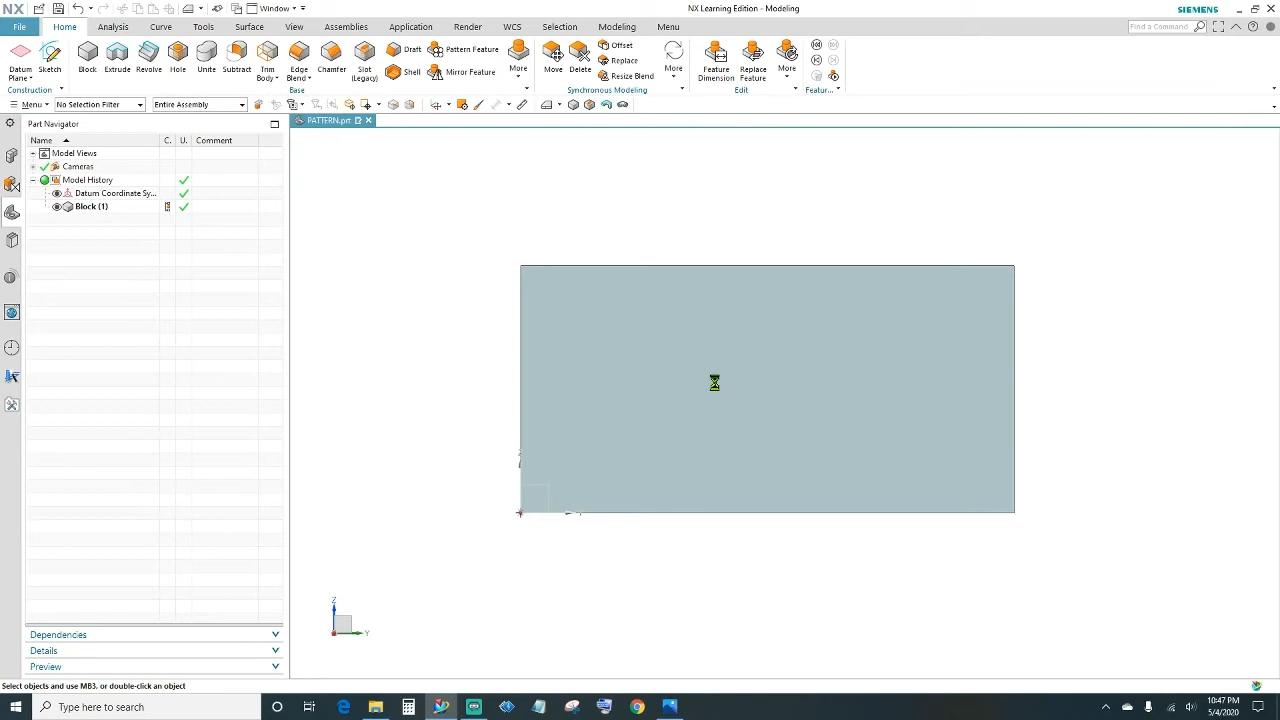 NX Window NX Learning Edition - Modeling SIEMENS
File Home Analysis Curve Tools Surface View Assemblies Application Render WCS Selection Modeling Menu Find a Command
Datum Plane Sketch Block Extrude Revolve Hole Unite Subtract Trim Body Edge Blend Chamfer Slot (Legacy) Draft Shell Pattern Feature Mirror Feature More Move Delete Offset Replace Resize Blend More Feature Dimension Replace Feature More
Construction Base Synchronous Modeling Edit Featur...
Menu No Selection Filter Entire Assembly
Part Navigator PATTERN.prt
Name C. U. Comment
Model Views
Cameras
Model History
Datum Coordinate Sy...
Block (1)
Z
Y
Dependencies
Details
Preview
Select objects and use MB3, or double-click an object
Type here to search 10:47 PM
5/4/2020